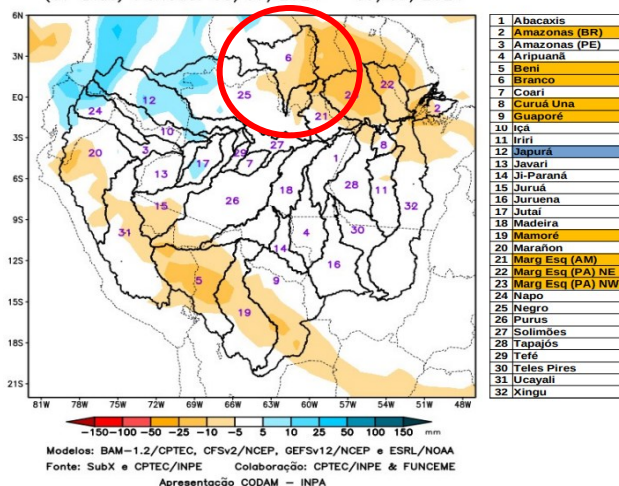 6N
3N
EQ
3S
6S
9S
12S
15S
18S
21S
81W 78W 75W 72W 69W 66W 63W 60W 57W 54W 51W 48W
6
25
24
12
10
21
22
2
20
3
13
17
29
7
27
1
8
18
28
11
32
15
26
31
14
4
30
16
5
9
19
-150 -100 -50 -25 -10 10 25 50 100 150 mm
Modelos: BAM-1.2/CPTEC, CFSv2/NCEP, GEFSv12/NCEP e ESRL/NOAA
Fonte: SubX e CPTEC/INPE Colaboração: CPTEC/INPE & FUNCEME
Apresentação CODAM - INPA
1 Abacaxis
2 Amazonas (BR)
3 Amazonas (PE)
4 Aripuanã
5 Beni
6 Branco
7 Coari
8 Curuá Una
9 Guaporé
10 Içá
11 Iriri
12 Japurá
13 Javari
14 Ji-Paraná
15 Juruá
16 Juruena
17 Jutaí
18 Madeira
19 Mamoré
20 Marañon
21 Marg Esq (AM)
22 Marg Esq (PA) NE
23 Marg Esq (PA) NW
24 Napo
25 Negro
26 Purus
27 Solimões
28 Tapajós
29 Tefé
30 Teles Pires
31 Ucayali
32 Xingu